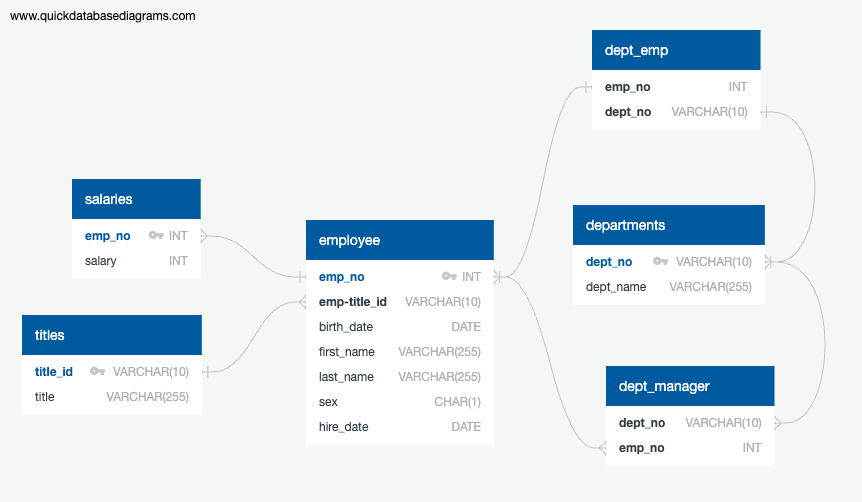 www.quickdatabasediagrams.com
dept_emp
emp_no INT
dept_no VARCHAR(10)
salaries
emp_no INT
salary INT
employee
emp_no INT
emp-title_id VARCHAR(10)
birth_date DATE
first_name VARCHAR(255)
last_name VARCHAR(255)
sex CHAR(1)
hire_date DATE
departments
dept_no VARCHAR(10)
dept_name VARCHAR(255)
titles
title_id VARCHAR(10)
title VARCHAR(255)
dept_manager
dept_no VARCHAR(10)
emp_no INT